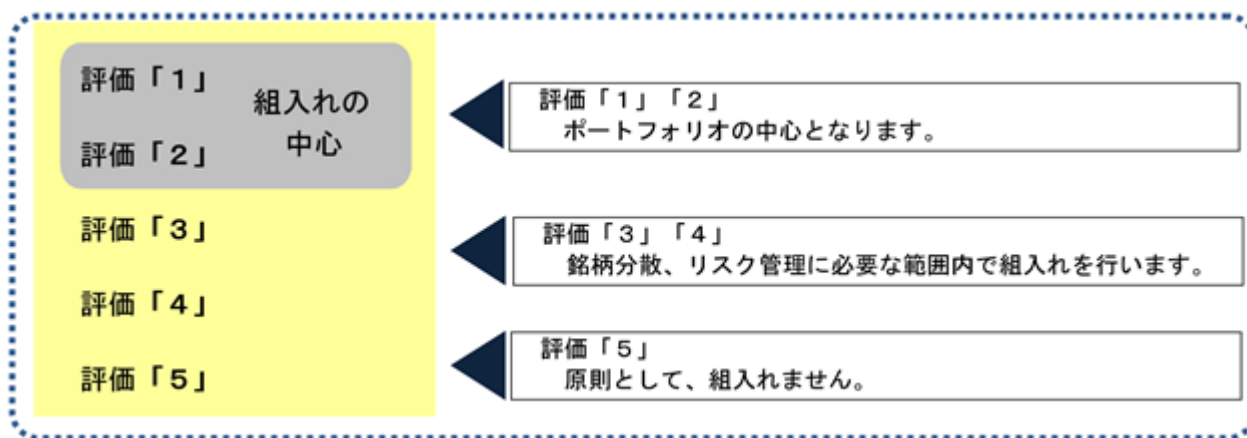 評価「１」
組入れの
中心
評価「２」
評価「３」
評価「４」
評価「５」
評価「１」「２」
ポートフォリオの中心となります。
評価「３」「４」
銘柄分散、リスク管理に必要な範囲内で組入れを行います。
評価「５」
原則として、組入れません。